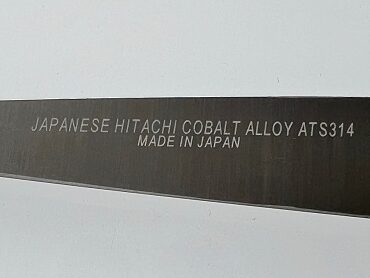 JAPANESE HITACHI COBALT ALLOY ATS314
MADE IN JAPAN